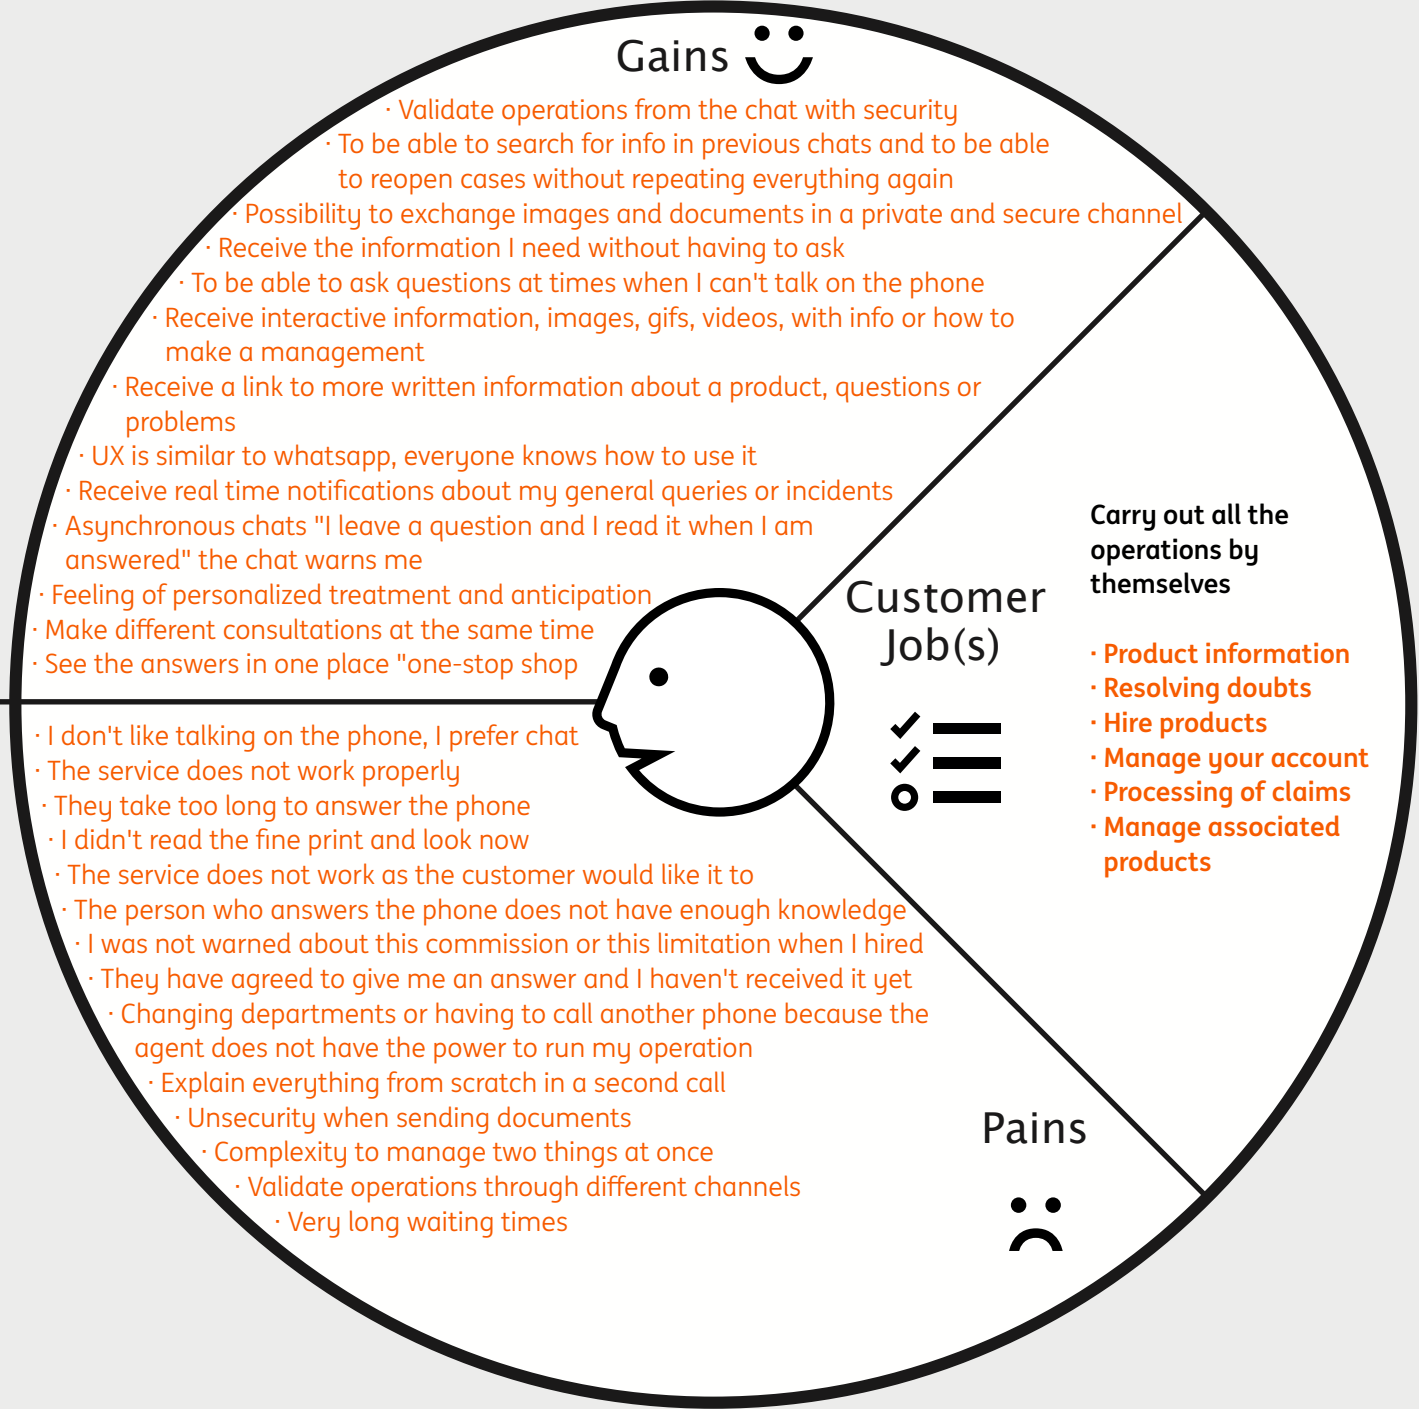 Gains
· Validate operations from the chat with security
· To be able to search for info in previous chats and to be able
to reopen cases without repeating everything again
· Possibility to exchange images and documents in a private and secure channel
· Receive the information I need without having to ask
· To be able to ask questions at times when I can't talk on the phone
· Receive interactive information, images, gifs, videos, with info or how to
make a management
· Receive a link to more written information about a product, questions or
problems
· UX is similar to whatsapp, everyone knows how to use it
· Receive real time notifications about my general queries or incidents
· Asynchronous chats "I leave a question and I read it when I am
answered" the chat warns me
· Feeling of personalized treatment and anticipation
· Make different consultations at the same time
· See the answers in one place "one-stop shop
Customer
Job(s)
Carry out all the
operations by
themselves
· Product information
· Resolving doubts
· Hire products
· Manage your account
· Processing of claims
· Manage associated
products
· I don't like talking on the phone, I prefer chat
· The service does not work properly
· They take too long to answer the phone
· I didn't read the fine print and look now
· The service does not work as the customer would like it to
· The person who answers the phone does not have enough knowledge
· I was not warned about this commission or this limitation when I hired
· They have agreed to give me an answer and I haven't received it yet
· Changing departments or having to call another phone because the
agent does not have the power to run my operation
· Explain everything from scratch in a second call
· Unsecurity when sending documents
· Complexity to manage two things at once
· Validate operations through different channels
· Very long waiting times
Pains